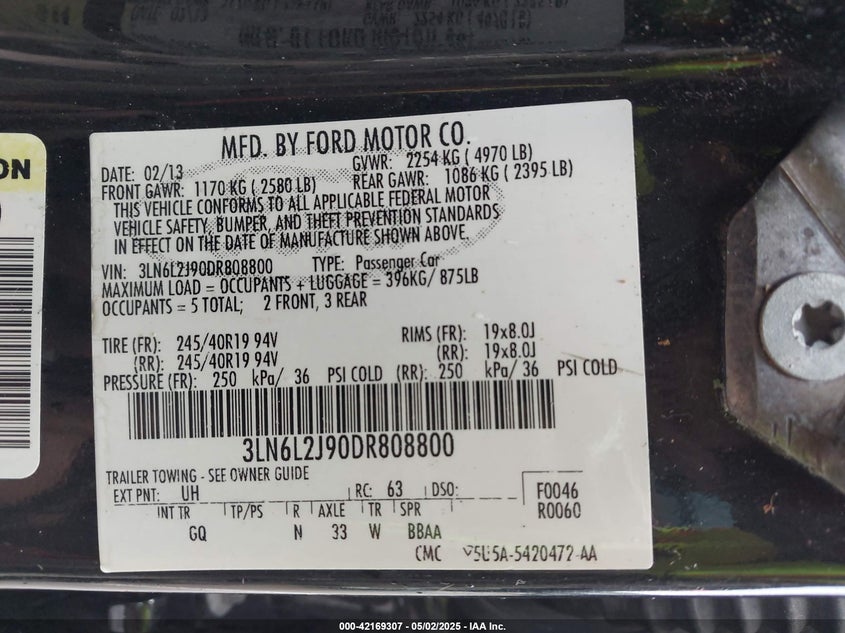 MFD. BY FORD MOTOR CO.
DATE: 02/13
GVWR: 2254 KG ( 4970 LB)
FRONT GAWR: 1170 KG ( 2580 LB)
REAR GAWR: 1086 KG ( 2395 LB)
THIS VEHICLE CONFORMS TO ALL APPLICABLE FEDERAL MOTOR
VEHICLE SAFETY, BUMPER, AND THEFT PREVENTION STANDARDS
IN EFFECT ON THE DATE OF MANUFACTURE SHOWN ABOVE.
VIN: 3LN6L2J90DR808800 TYPE: Passenger Car
MAXIMUM LOAD = OCCUPANTS + LUGGAGE = 396KG/ 875LB
OCCUPANTS = 5 TOTAL; 2 FRONT, 3 REAR
TIRE (FR): 245/40R19 94V RIMS (FR): 19x8.0J
(RR): 245/40R19 94V (RR): 19x8.0J
PRESSURE (FR): 250 kPa/ 36 PSI COLD (RR): 250 kPa/ 36 PSI COLD
3LN6L2J90DR808800
TRAILER TOWING - SEE OWNER GUIDE
EXT PNT: UH RC: 63 DSO: F0046
INT TR TP/PS R AXLE TR SPR R0060
GQ N 33 W BBAA
CMC 5U5A-5420472-AA
ON
000-42169307 - 05/02/2025 - IAA Inc.